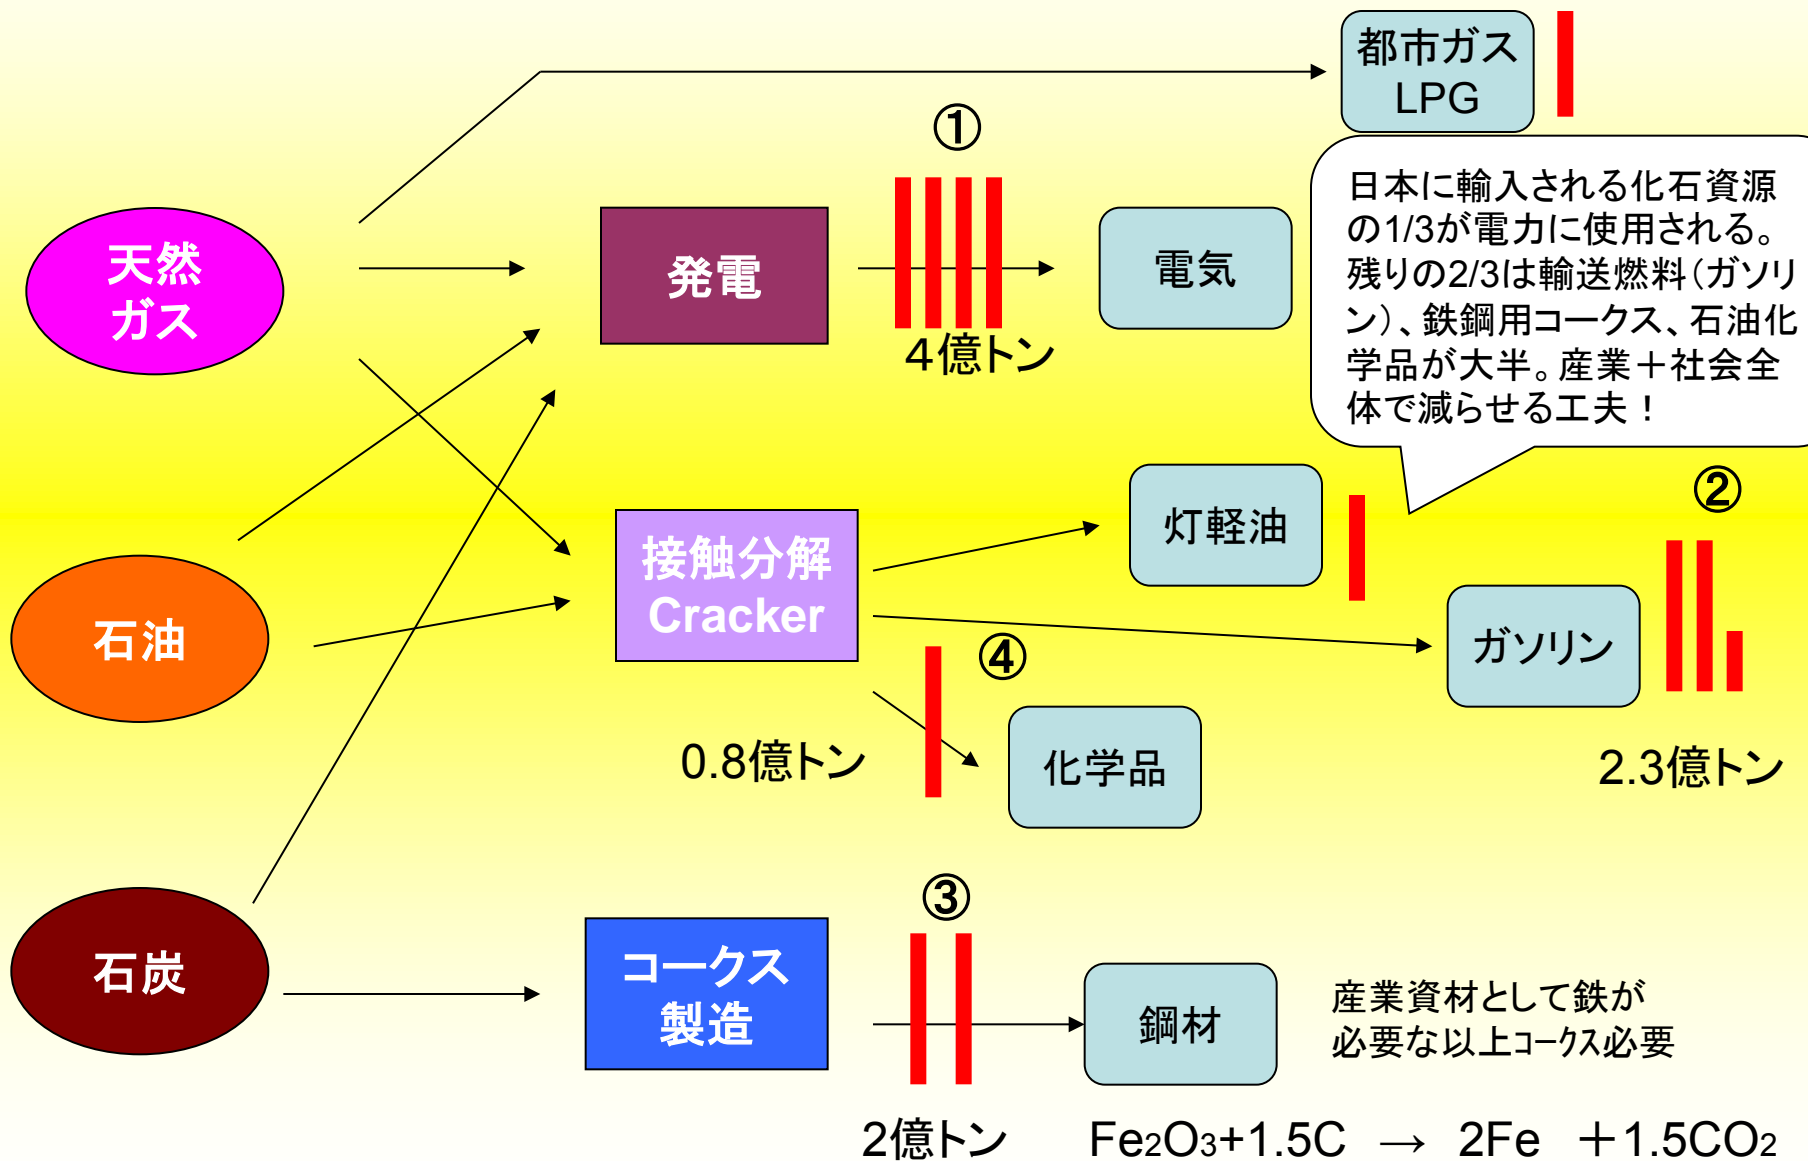 都市ガス
LPG
①
日本に輸入される化石資源
の1/3が電力に使用される。
残りの2/3は輸送燃料（ガソリ
ン）、鉄鋼用コークス、石油化
学品が大半。産業＋社会全
体で減らせる工夫！
天然
ガス
発電
電気
４億トン
②
灯軽油
接触分解
Cracker
石油
④
ガソリン
0.8億トン
化学品
2.3億トン
③
石炭
コークス
製造
鋼材
産業資材として鉄が
必要な以上ｺｰｸｽ必要
2億トン
Fe2O3+1.5C → 2Fe ＋1.5CO2